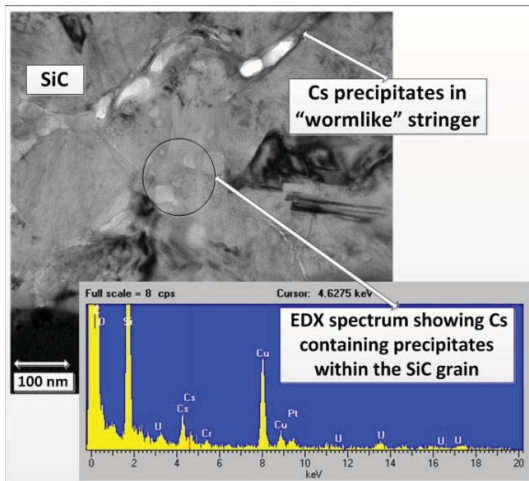 SiC
Cs precipitates in
“wormlike” stringer
Full scale = 8 cps
Cursor: 4.6275 keV
EDX spectrum showing Cs
containing precipitates
within the SiC grain
O
Si
Cu
Cs
Cs
Pt
U
Cr
Cu
U
U
U
U
100 nm
0 2 4 6 8 10 12 14 16 18 20
keV